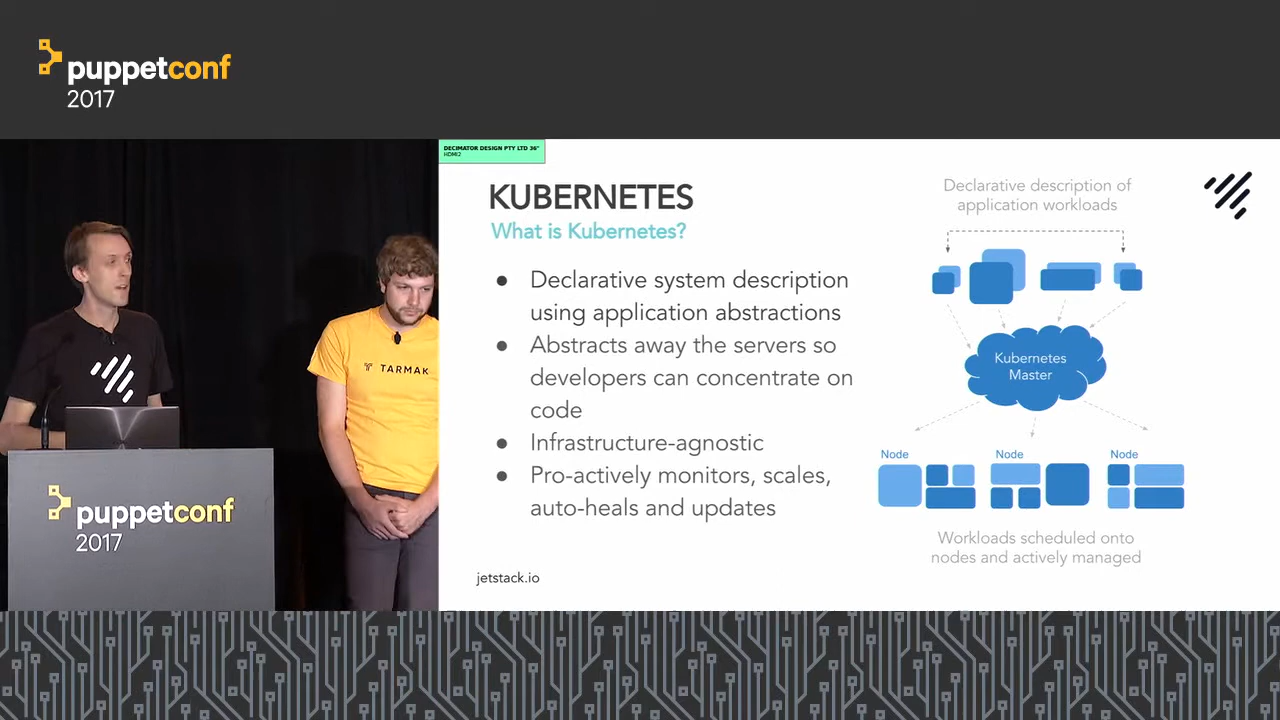 puppetconf
2017
DECIMATOR DESIGN PTY LTD 36"
HDMI2
KUBERNETES
What is Kubernetes?
● Declarative system description
using application abstractions
● Abstracts away the servers so
developers can concentrate on
code
● Infrastructure-agnostic
● Pro-actively monitors, scales,
auto-heals and updates
jetstack.io
Declarative description of
application workloads
Kubernetes
Master
Node
Node
Node
Workloads scheduled onto
nodes and actively managed
TARMAK
puppetconf
2017